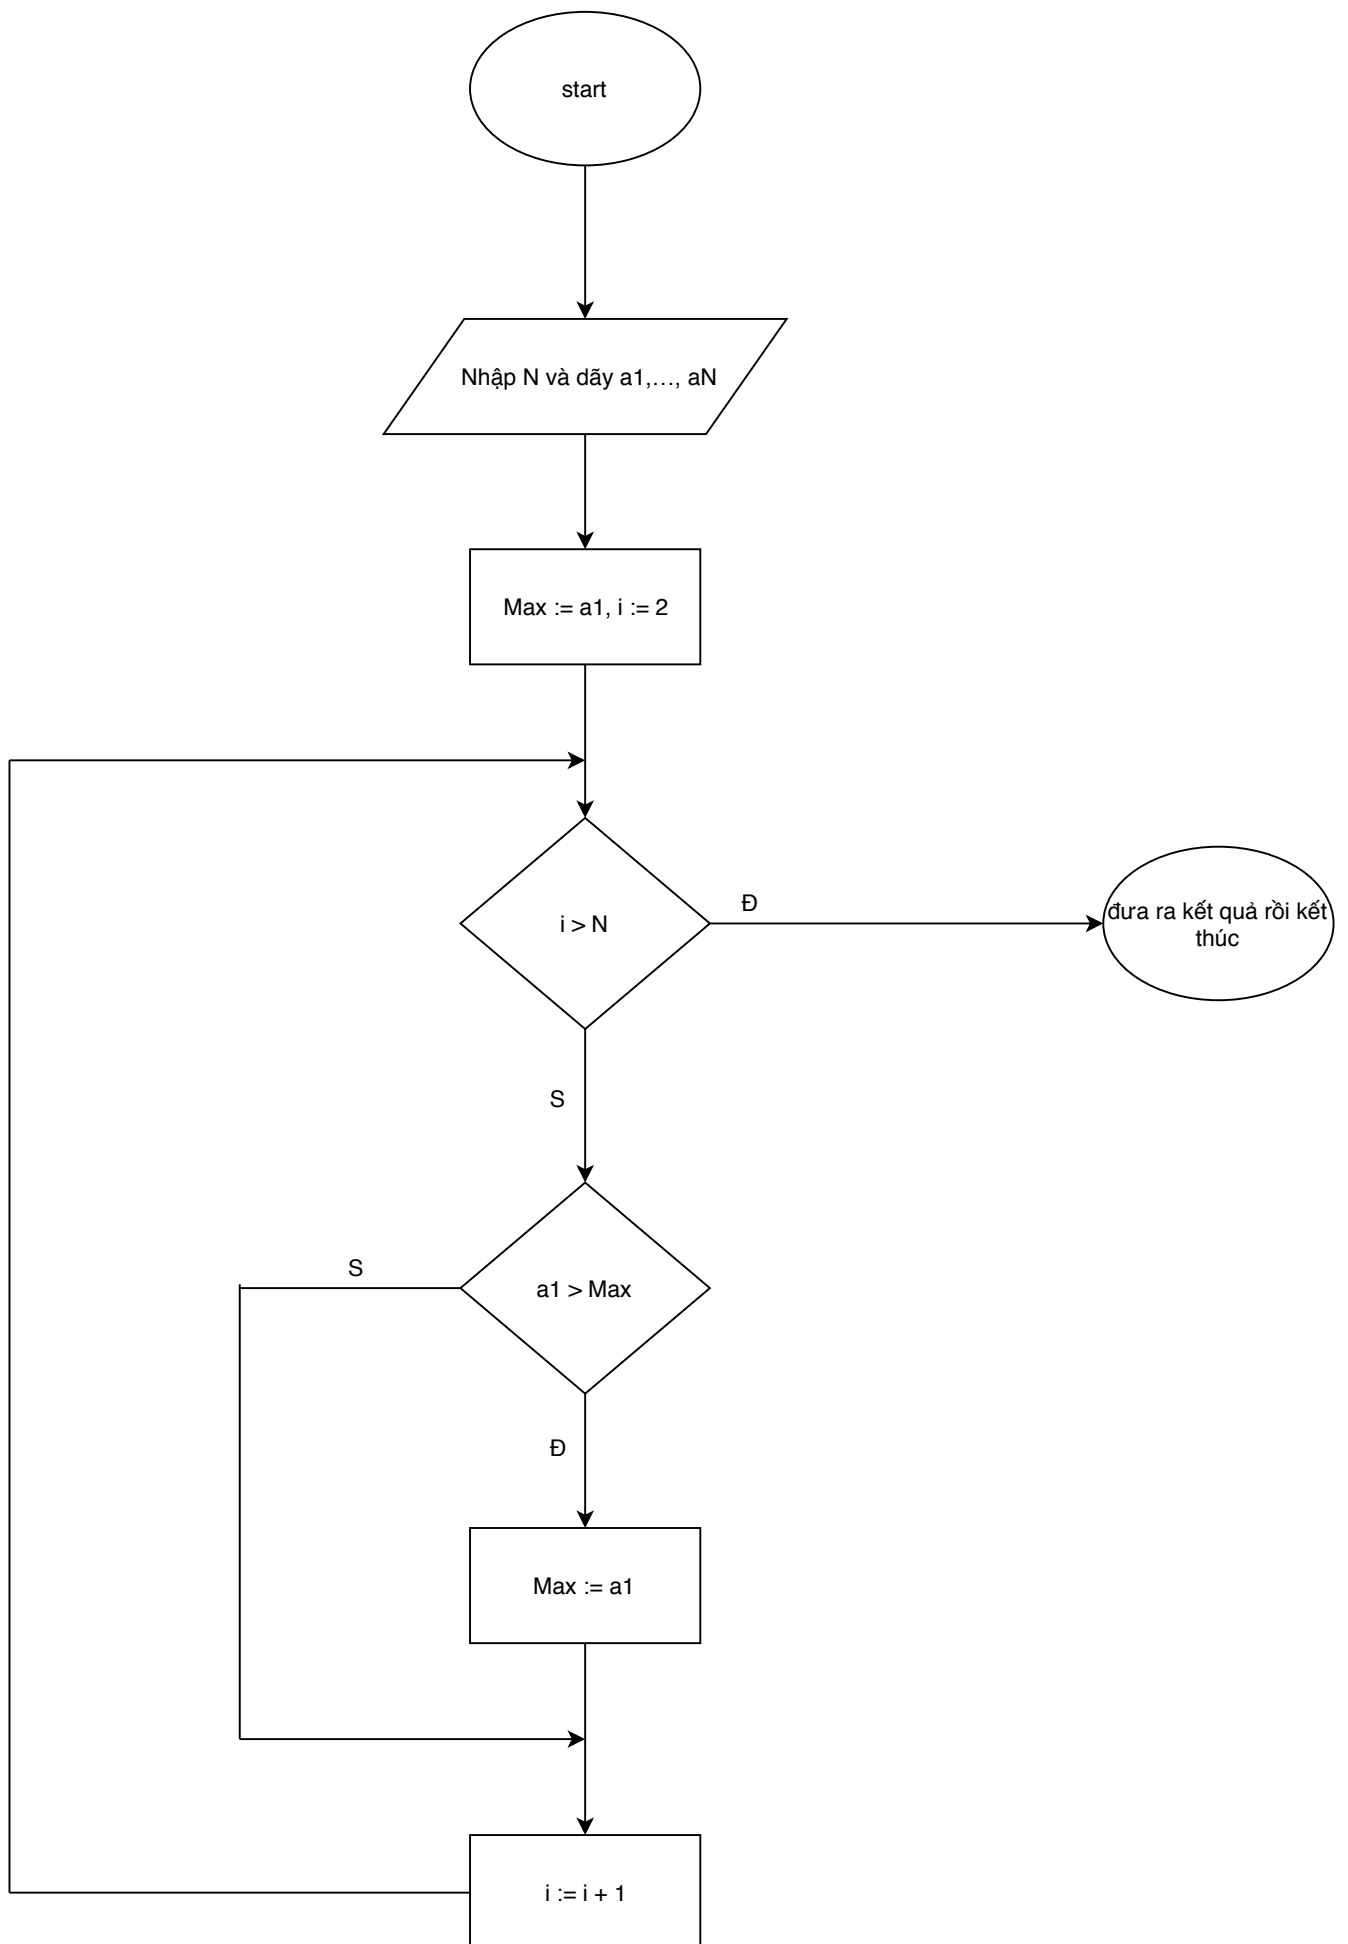 start
Nhập N và dãy a1,..., aN
Max := a1, i := 2
i > N
Đ
đưa ra kết quả rồi kết
thúc
S
a1 > Max
S
Đ
Max := a1
i := i + 1